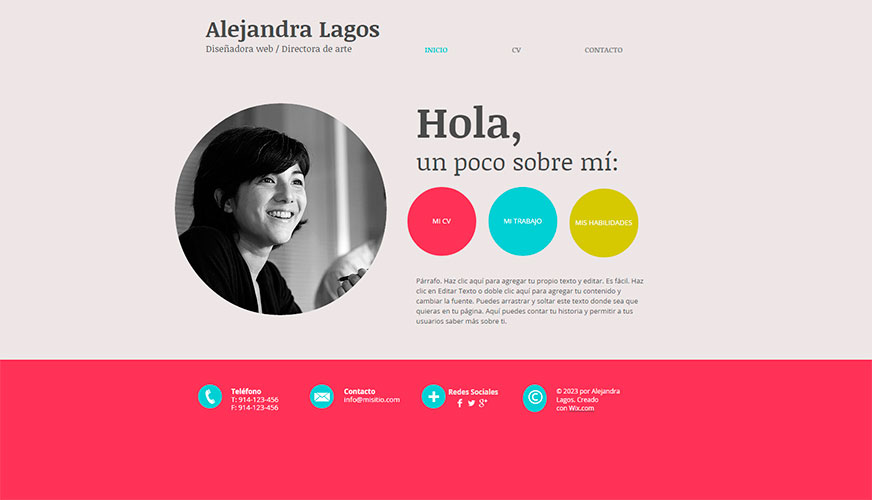 Alejandra Lagos
Diseñadora web / Directora de arte
INICIO
CV
CONTACTO
Hola,
un poco sobre mí:
MI CV
MI TRABAJO
MIS HABILIDADES
Párrafo. Haz clic aquí para agregar tu propio texto y editar. Es fácil. Haz
clic en Editar Texto o doble clic aquí para agregar tu contenido y
cambiar la fuente. Puedes arrastrar y soltar este texto donde sea que
quieras en tu página. Aquí puedes contar tu historia y permitir a tus
usuarios saber más sobre ti.
Teléfono
T: 914-123-456
F: 914-123-456
Contacto
info@misitio.com
Redes Sociales
© 2023 por Alejandra
Lagos. Creado
con Wix.com